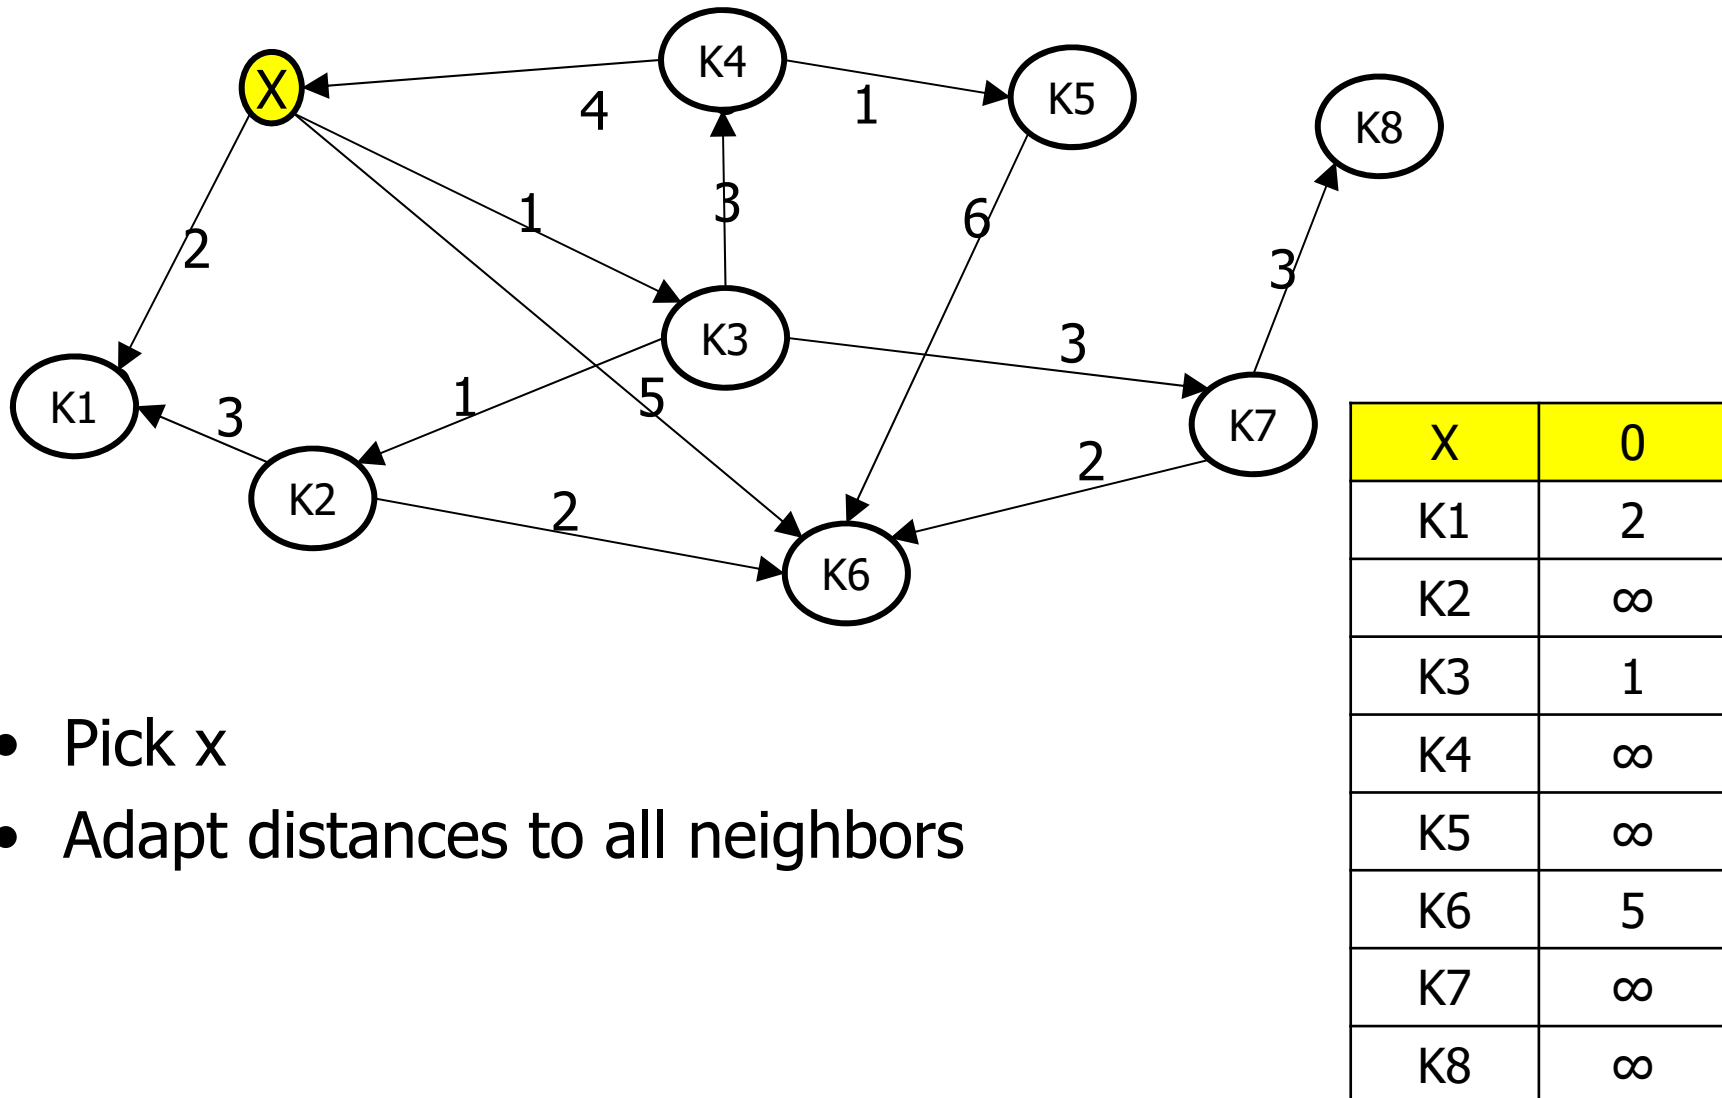 K4
X
K5
K8
4
1
1
3
6
2
3
K3
3
1
5
K1
3
K7
2
K2
2
K6
X 0
K1 2
K2 ∞
K3 1
K4 ∞
K5 ∞
K6 5
K7 ∞
K8 ∞
• Pick x
• Adapt distances to all neighbors